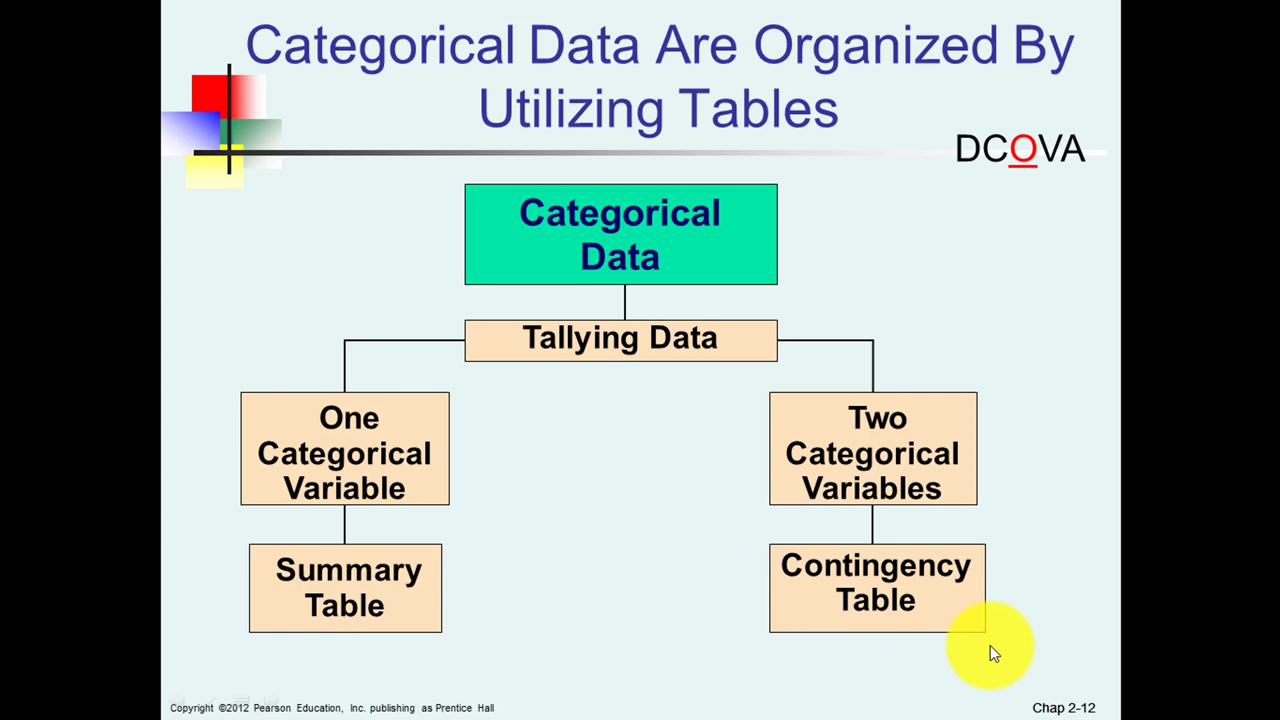 Categorical Data Are Organized By
Utilizing Tables
DCOVA
Categorical
Data
Tallying Data
One
Categorical
Variable
Two
Categorical
Variables
Summary
Table
Contingency
Table
Copyright ©2012 Pearson Education, Inc. publishing as Prentice Hall
Chap 2-12